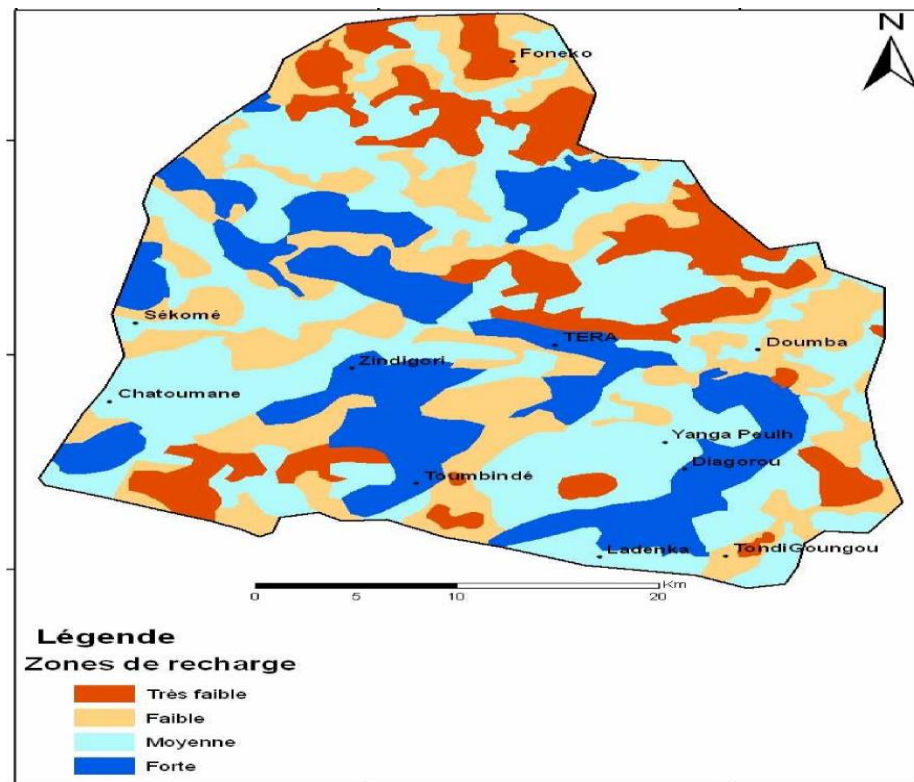 N
Foneko
Sékomé
TERA
Doumba
Zindigori
Chatoumane
Yanga Peulh
Diagorou
Toumbindé
Ladenka
TondiGoungou
Km
0 5 10 20
Légende
Zones de recharge
Très faible
Faible
Moyenne
Forte